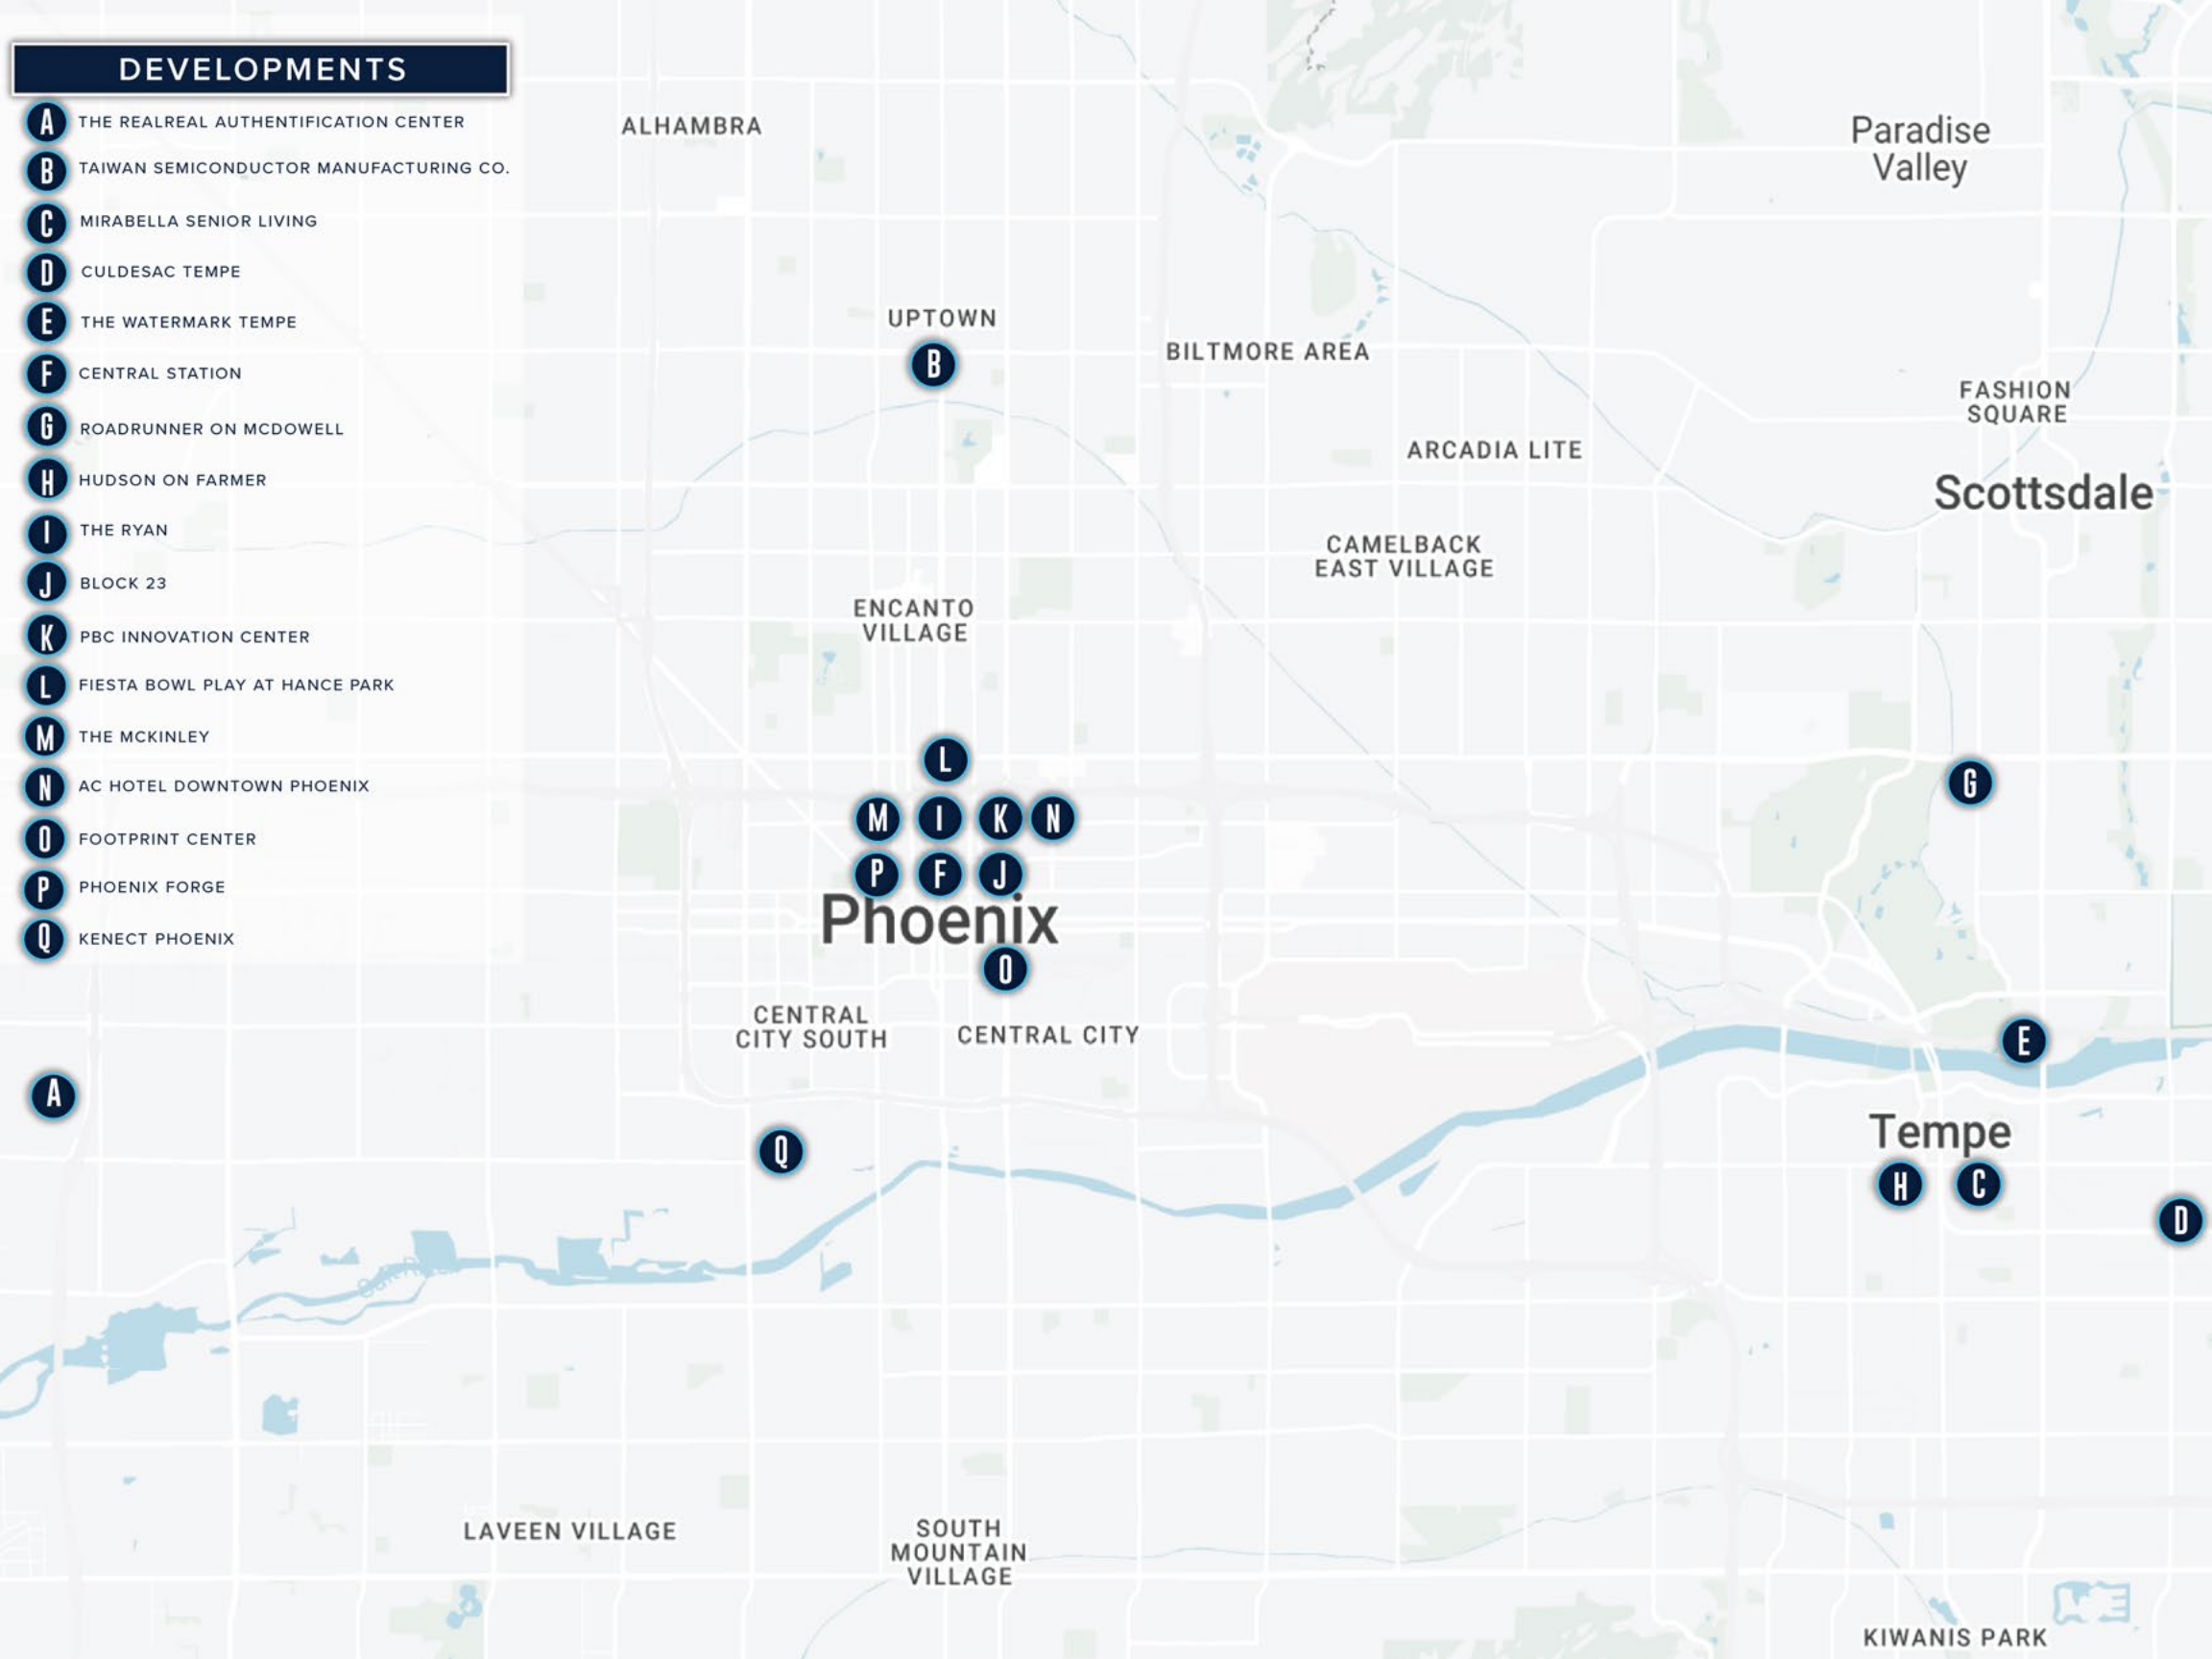 DEVELOPMENTS
A THE REALREAL AUTHENTIFICATION CENTER
B TAIWAN SEMICONDUCTOR MANUFACTURING CO.
C MIRABELLA SENIOR LIVING
D CULDESAC TEMPE
E THE WATERMARK TEMPE
F CENTRAL STATION
G ROADRUNNER ON MCDOWELL
H HUDSON ON FARMER
I THE RYAN
J BLOCK 23
K PBC INNOVATION CENTER
L FIESTA BOWL PLAY AT HANCE PARK
M THE MCKINLEY
N AC HOTEL DOWNTOWN PHOENIX
O FOOTPRINT CENTER
P PHOENIX FORGE
Q KENECT PHOENIX
ALHAMBRA
Paradise
Valley
UPTOWN
B
BILTMORE AREA
FASHION
SQUARE
ARCADIA LITE
Scottsdale
CAMELBACK
EAST VILLAGE
ENCANTO
VILLAGE
L
G
M I K N
P F J
Phoenix
O
CENTRAL
CITY SOUTH
CENTRAL CITY
E
A
Tempe
Q
H C
D
LAVEEN VILLAGE
SOUTH
MOUNTAIN
VILLAGE
KIWANIS PARK